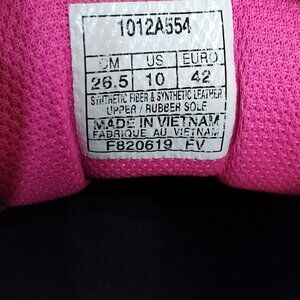 1012A554
CM US EURO
26.5 10 42
SYNTHETIC FIBER & SYNTHETIC LEATHER
UPPER / RUBBER SOLE
MADE IN VIETNAM
FABRIQUE AU VIETNAM
F820619 FV